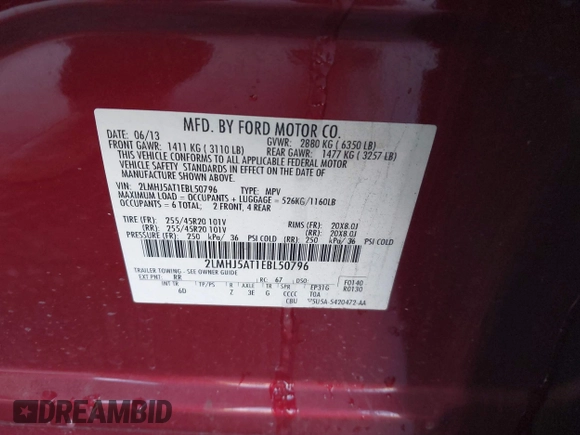 MFD. BY FORD MOTOR CO.
DATE: 06/13 GVWR: 2880 KG ( 6350 LB)
FRONT GAWR: 1411 KG ( 3110 LB) REAR GAWR: 1477 KG ( 3257 LB)
THIS VEHICLE CONFORMS TO ALL APPLICABLE FEDERAL MOTOR
VEHICLE SAFETY STANDARDS IN EFFECT ON THE DATE OF
MANUFACTURE SHOWN ABOVE.
VIN: 2LMHJ5AT1EBL50796 TYPE: MPV
MAXIMUM LOAD = OCCUPANTS + LUGGAGE = 526KG/1160LB
OCCUPANTS = 6 TOTAL: 2 FRONT, 4 REAR
TIRE (FR): 255/45R20 101V RIMS (FR): 20X8.0J
(RR): 255/45R20 101V (RR): 20X8.0J
PRESSURE (FR): 250 kPa/ 36 PSI COLD (RR) 250 kPa/ 36 PSI COLD
2LMHJ5AT1EBL50796
TRAILER TOWING - SEE OWNER GUIDE
EXT PNT: RR RC: 67 DSO: F0140
R0130
INT TR TP/PS R AXLE TR SPR EP31G
6D Z 3E G CCCC TOA
CBU 5U5A-5420472-AA
DREAMBID